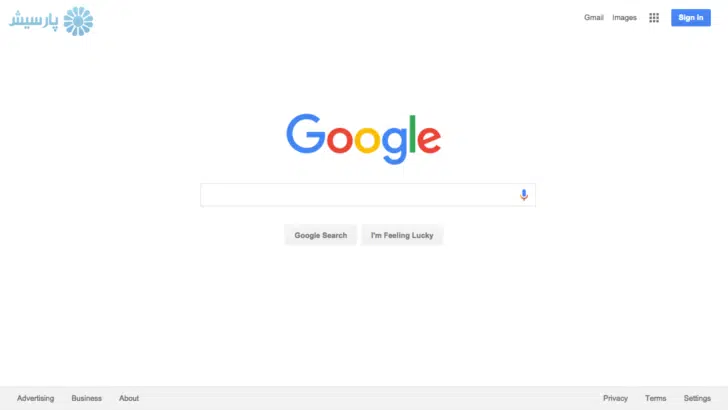 پارسیش
Gmail Images Sign in
Google
Google Search I'm Feeling Lucky
Advertising Business About Privacy Terms Settings